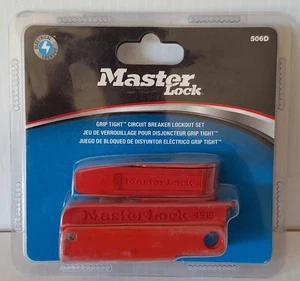 506D
Master
Lock
GRIP TIGHT™ CIRCUIT BREAKER LOCKOUT SET
JEU DE VERROUILLAGE POUR DISJONCTEUR GRIP TIGHT™
JUEGO DE BLOQUEO DE DISYUNTOR ELÉCTRICO GRIP TIGHT™
Master Lock
Master Lock